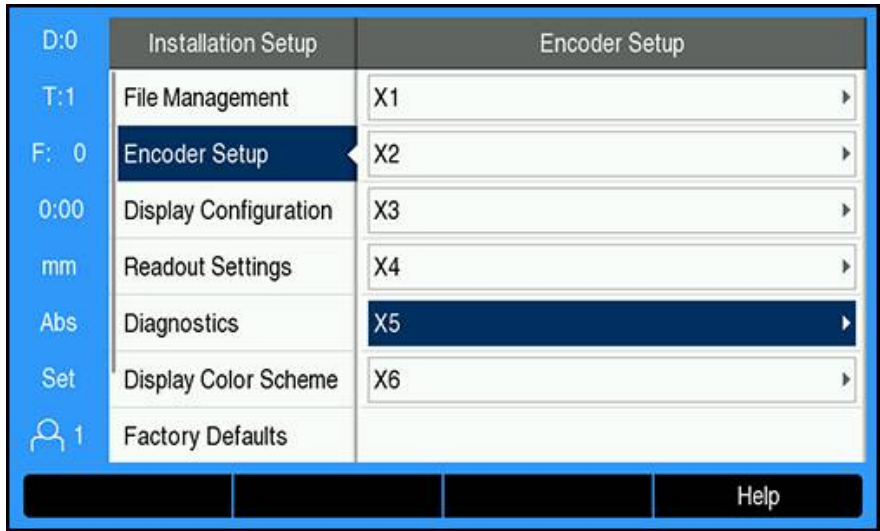 D:0
T:1
F: 0
0:00
mm
Abs
Set
1
Installation Setup
File Management
Encoder Setup
Display Configuration
Readout Settings
Diagnostics
Display Color Scheme
Factory Defaults
Encoder Setup
X1
X2
X3
X4
X5
X6
Help